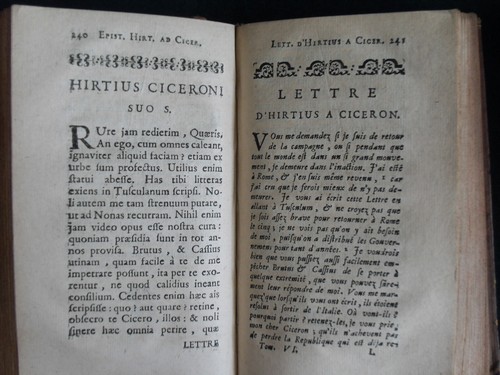 240 EPIST. HIRT. AD CICER.
HIRTIUS CICERONI
SUO S.
RUre jam redierim, Quæris.
An ego, cum omnes caleant,
ignaviter aliquid faciam? etiam ex
urbe sum profectus. Utilius enim
statui abesse. Has tibi litteras
exiens in Tusculanum scripsi. Noli
autem me tam strenuum putare,
ut ad Nonas recurram. Nihil enim
jam video opus esse nostra cura:
quoniam præsidia sunt in tot an-
nos provisa. Brutus, & Cassius
utinam, quam facile à te de me
impetrare possunt, ita per te exo-
rentur, ne quod calidius ineant
consilium. Cedentes enim hæc ais
scripsisse: quo? aut quare? retine,
obsecro te Cicero, illos: & noli
sinere hæc omnia perire, quæ
LETTRE
LETT. D'HIRTIUS A CICER. 241
LETTRE
D'HIRTIUS A CICERON.
VOus me demandez si je suis de retour
de la campagne, ou si pendant que
tout le monde est dans un si grand mouve-
ment, je demeure dans l'inaction. J'ai esté
à Rome, & j'en suis même revenu, car
j'ai cru que je ferois mieux de n'y pas de-
meurer. Je vous ai écrit cette Lettre en
allant à Tusculum, & ne croyez pas que
je sois assez brave pour retourner à Rome
le cinq; je ne vois pas qu'on y ais besoin
de moi, puisqu'on a distribué les Gouver-
nemens pour tant d'années. Je voudrois
bien que vous pussiez aussi facilement em-
pêcher Brutus & Cassius de se porter à
quelque extremité, que vous pouvez sûre-
ment leur répondre de moi. Vous me mar-
quez que lorsqu'ils vous ont écrit, ils étoient
resolus à sortir de l'Italie. Où vont-ils?
pourquoi partir? retenez-les, je vous prie,
mon cher Ciceron, & qu'ils n'achevent pas
de perdre la Republique qui est dija
Tom. VI. L